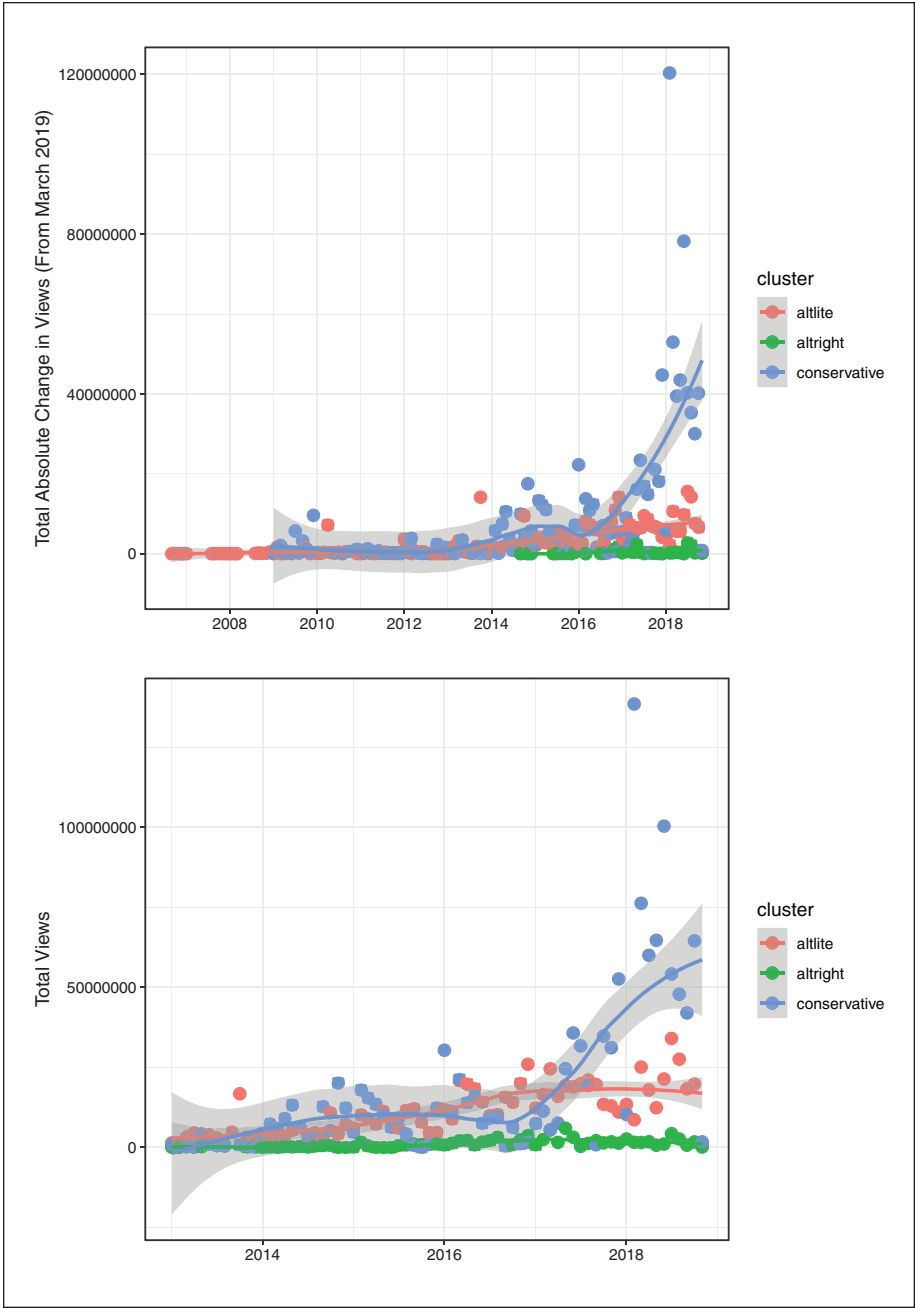 Total Absolute Change in Views (From March 2019)
120000000
80000000
40000000
0
2008 2010 2012 2014 2016 2018
cluster
altlite
altright
conservative
Total Views
100000000
50000000
0
2014 2016 2018
cluster
altlite
altright
conservative